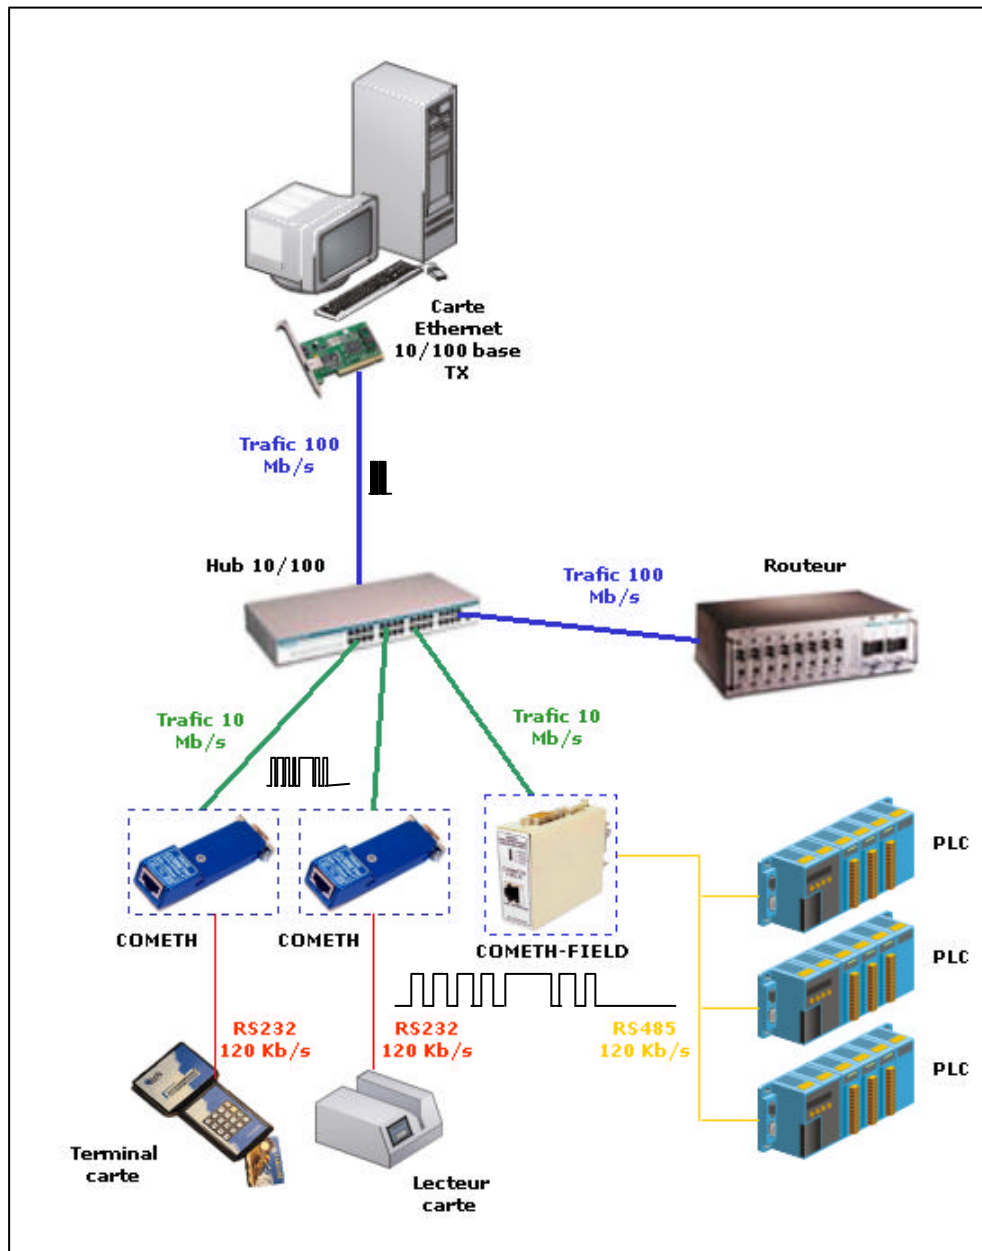 Carte
Ethernet
10/100 base
TX
Trafic 100
Mb/s
Hub 10/100
Trafic 100
Mb/s
Routeur
Trafic 10
Mb/s
Trafic 10
Mb/s
PLC
COMETH
COMETH
COMETH-FIELD
PLC
RS232
120 Kb/s
RS232
120 Kb/s
RS485
120 Kb/s
PLC
Terminal
carte
Lecteur
carte